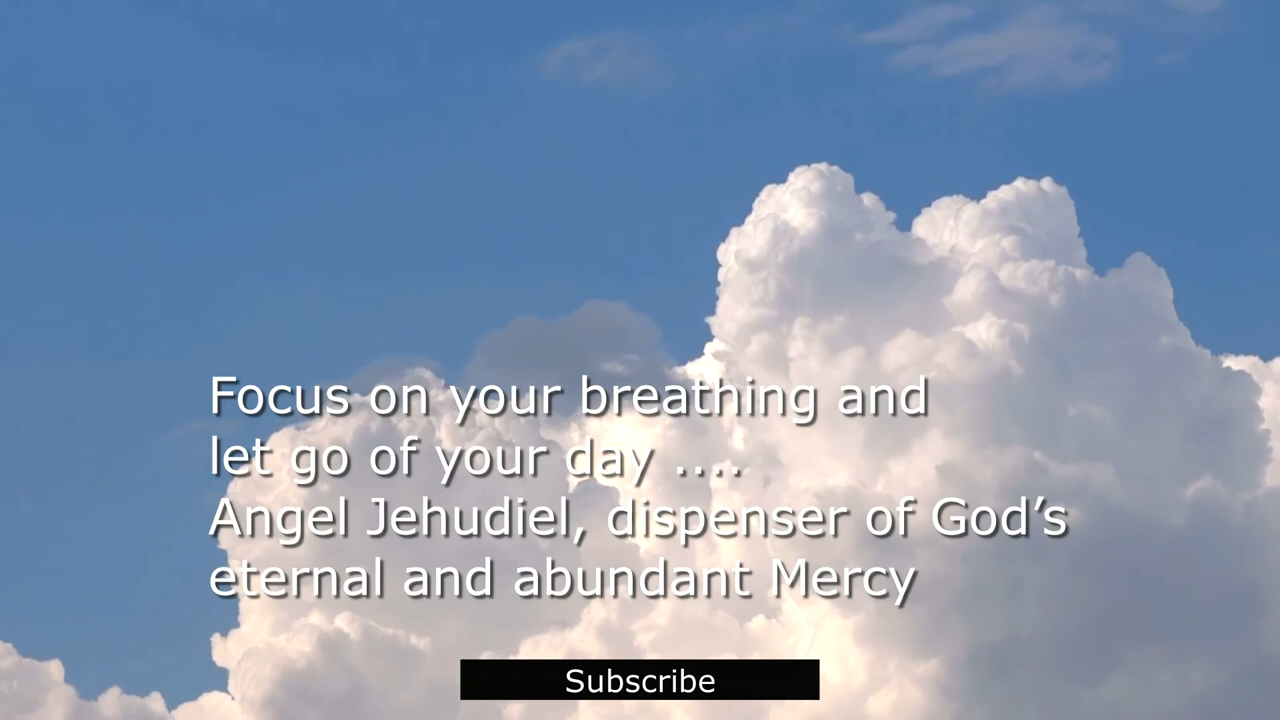 Focus on your breathing and
let go of your day ....
Angel Jehudiel, dispenser of God’s
eternal and abundant Mercy
Subscribe